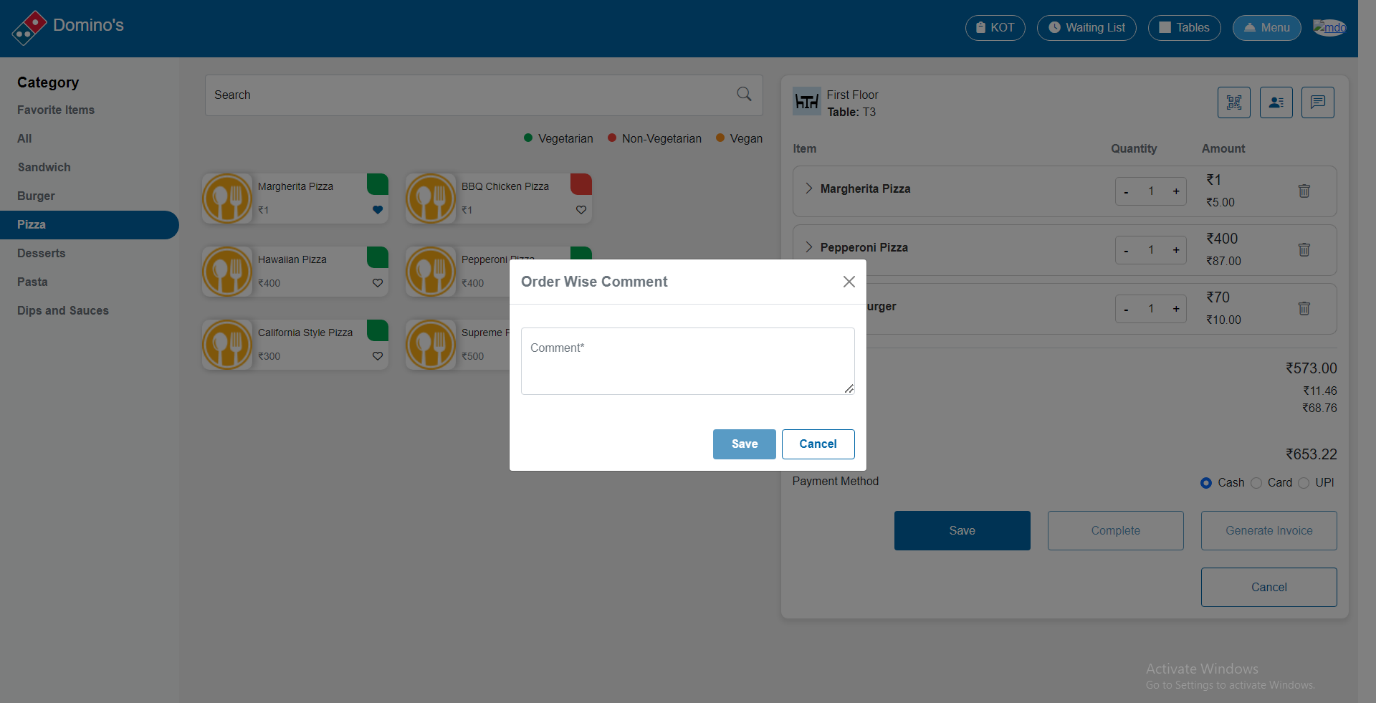 Domino's
KOT
Waiting List
Tables
Menu
Category
Favorite Items
All
Sandwich
Burger
Pizza
Desserts
Pasta
Dips and Sauces
Search
Vegetarian
Non-Vegetarian
Vegan
Margherita Pizza
₹1
BBQ Chicken Pizza
₹1
Hawaiian Pizza
₹400
Pepperoni Pizza
₹400
California Style Pizza
₹300
Supreme
₹500
First Floor
Table: T3
Item Quantity Amount
Margherita Pizza - 1 + ₹1
₹5.00
Pepperoni Pizza - 1 + ₹400
₹87.00
urger - 1 + ₹70
₹10.00
₹573.00
₹11.46
₹68.76
₹653.22
Payment Method Cash Card UPI
Save Complete Generate Invoice
Cancel
Order Wise Comment
Comment*
Save Cancel
Activate Windows
Go to Settings to activate Windows.